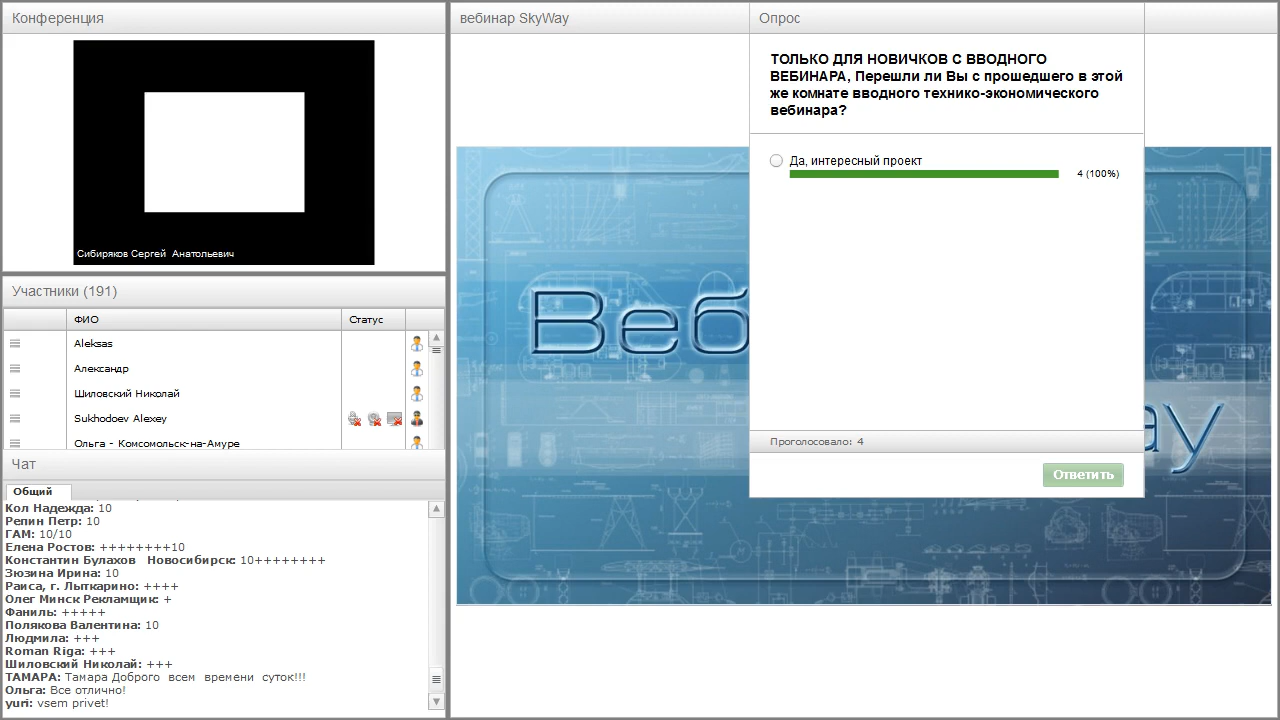 Конференция
Сибиряков Сергей Анатольевич
Участники (191)
ФИО Статус
Aleksas
Александр
Шиловский Николай
Sukhodoev Alexey
Ольга - Комсомольск-на-Амуре
Чат
Общий
Кол Надежда: 10
Репин Петр: 10
ГАМ: 10/10
Елена Ростов: ++++++++10
Константин Булахов Новосибирск: 10++++++++
Зюзина Ирина: 10
Раиса, г. Лыткарино: ++++
Олег Минск Рекламщик: +
Фаниль: +++++
Полякова Валентина: 10
Людмила: +++
Roman Riga: +++
Шиловский Николай: +++
ТАМАРА: Тамара Доброго всем времени суток!!!
Ольга: Все отлично!
yuri: vsem privet!
вебинар SkyWay
Веб
ay
Опрос
ТОЛЬКО ДЛЯ НОВИЧКОВ С ВВОДНОГО
ВЕБИНАРА, Перешли ли Вы с прошедшего в этой
же комнате вводного технико-экономического
вебинара?
Да, интересный проект
4 (100%)
Проголосовало: 4
Ответить